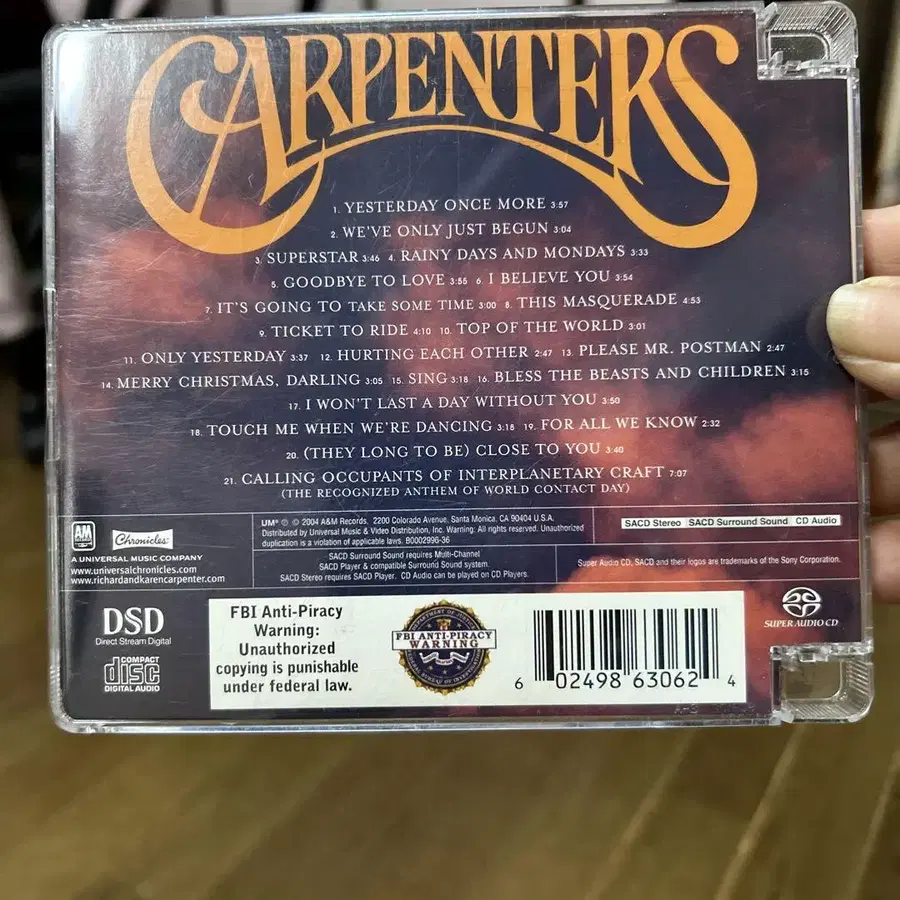 CARPENTERS
1. YESTERDAY ONCE MORE 3:57
2. WE'VE ONLY JUST BEGUN 3:04
3. SUPERSTAR 3:46 4. RAINY DAYS AND MONDAYS 3:33
5. GOODBYE TO LOVE 3:55 6. I BELIEVE YOU 3:54
7. IT'S GOING TO TAKE SOME TIME 3:00 8. THIS MASQUERADE 4:53
9. TICKET TO RIDE 4:10 10. TOP OF THE WORLD 3:01
11. ONLY YESTERDAY 3:37 12. HURTING EACH OTHER 2:47 13. PLEASE MR. POSTMAN 2:47
14. MERRY CHRISTMAS, DARLING 3:05 15. SING 3:18 16. BLESS THE BEASTS AND CHILDREN 3:15
17. I WON'T LAST A DAY WITHOUT YOU 3:50
18. TOUCH ME WHEN WE'RE DANCING 3:18 19. FOR ALL WE KNOW 2:32
20. (THEY LONG TO BE) CLOSE TO YOU 3:40
21. CALLING OCCUPANTS OF INTERPLANETARY CRAFT 7:07
(THE RECOGNIZED ANTHEM OF WORLD CONTACT DAY)
A&M RECORDS
Chronicles
A UNIVERSAL MUSIC COMPANY
www.universalchronicles.com
www.richardandkarencarpenter.com
UM® ℗ © 2004 A&M Records. 2200 Colorado Avenue, Santa Monica, CA 90404 U.S.A.
Distributed by Universal Music & Video Distribution, Inc. Warning: All rights reserved. Unauthorized
duplication is a violation of applicable laws. B0002996-36
SACD Surround Sound requires Multi-Channel
SACD Player & compatible Surround Sound system.
SACD Stereo requires SACD Player. CD Audio can be played on CD Players.
SACD Stereo SACD Surround Sound CD Audio
Super Audio CD, SACD and their logos are trademarks of the Sony Corporation.
DSD
Direct Stream Digital
COMPACT
disc
DIGITAL AUDIO
FBI Anti-Piracy
Warning:
Unauthorized
copying is punishable
under federal law.
DEPARTMENT OF JUSTICE
FBI ANTI-PIRACY
WARNING
BUREAU OF INVESTIGATION
6 02498 63062 4
SUPER AUDIO CD